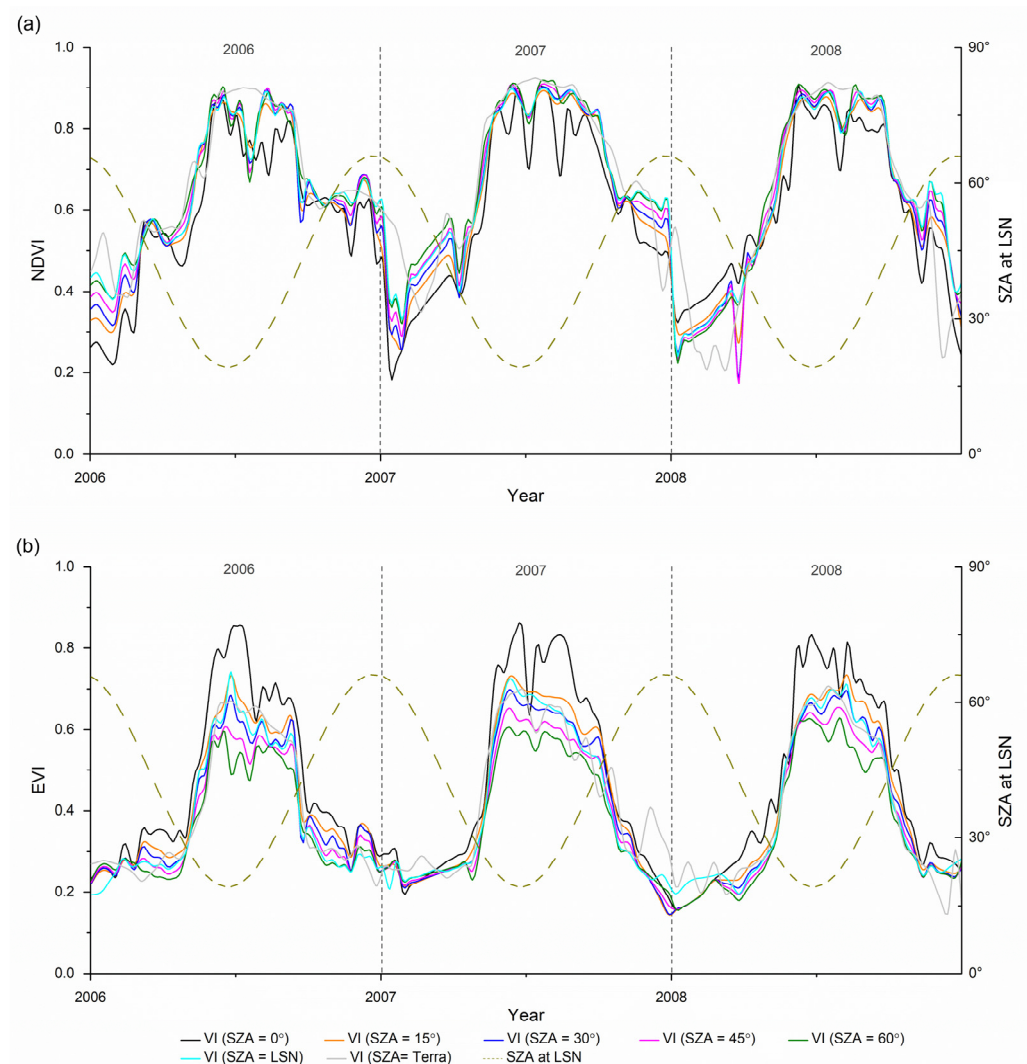 (a)
2006 2007 2008
1.0 0.8 0.6 0.4 0.2 0.0
NDVI
90° 60° 30° 0°
SZA at LSN
2006 2007 2008
Year
(b)
2006 2007 2008
1.0 0.8 0.6 0.4 0.2 0.0
EVI
90° 60° 30° 0°
SZA at LSN
2006 2007 2008
Year
VI (SZA = 0°) VI (SZA = 15°) VI (SZA = 30°) VI (SZA = 45°) VI (SZA = 60°)
VI (SZA = LSN) VI (SZA= Terra) SZA at LSN